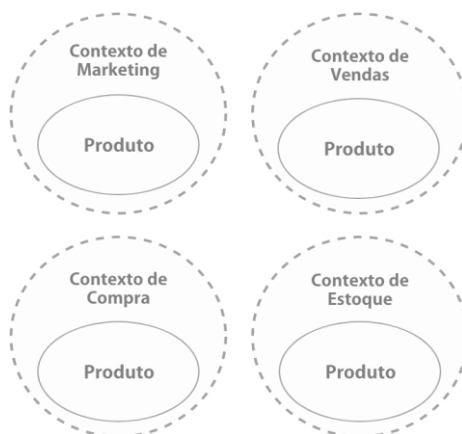 Contexto de
Marketing
Produto
Contexto de
Vendas
Produto
Contexto de
Compra
Produto
Contexto de
Estoque
Produto